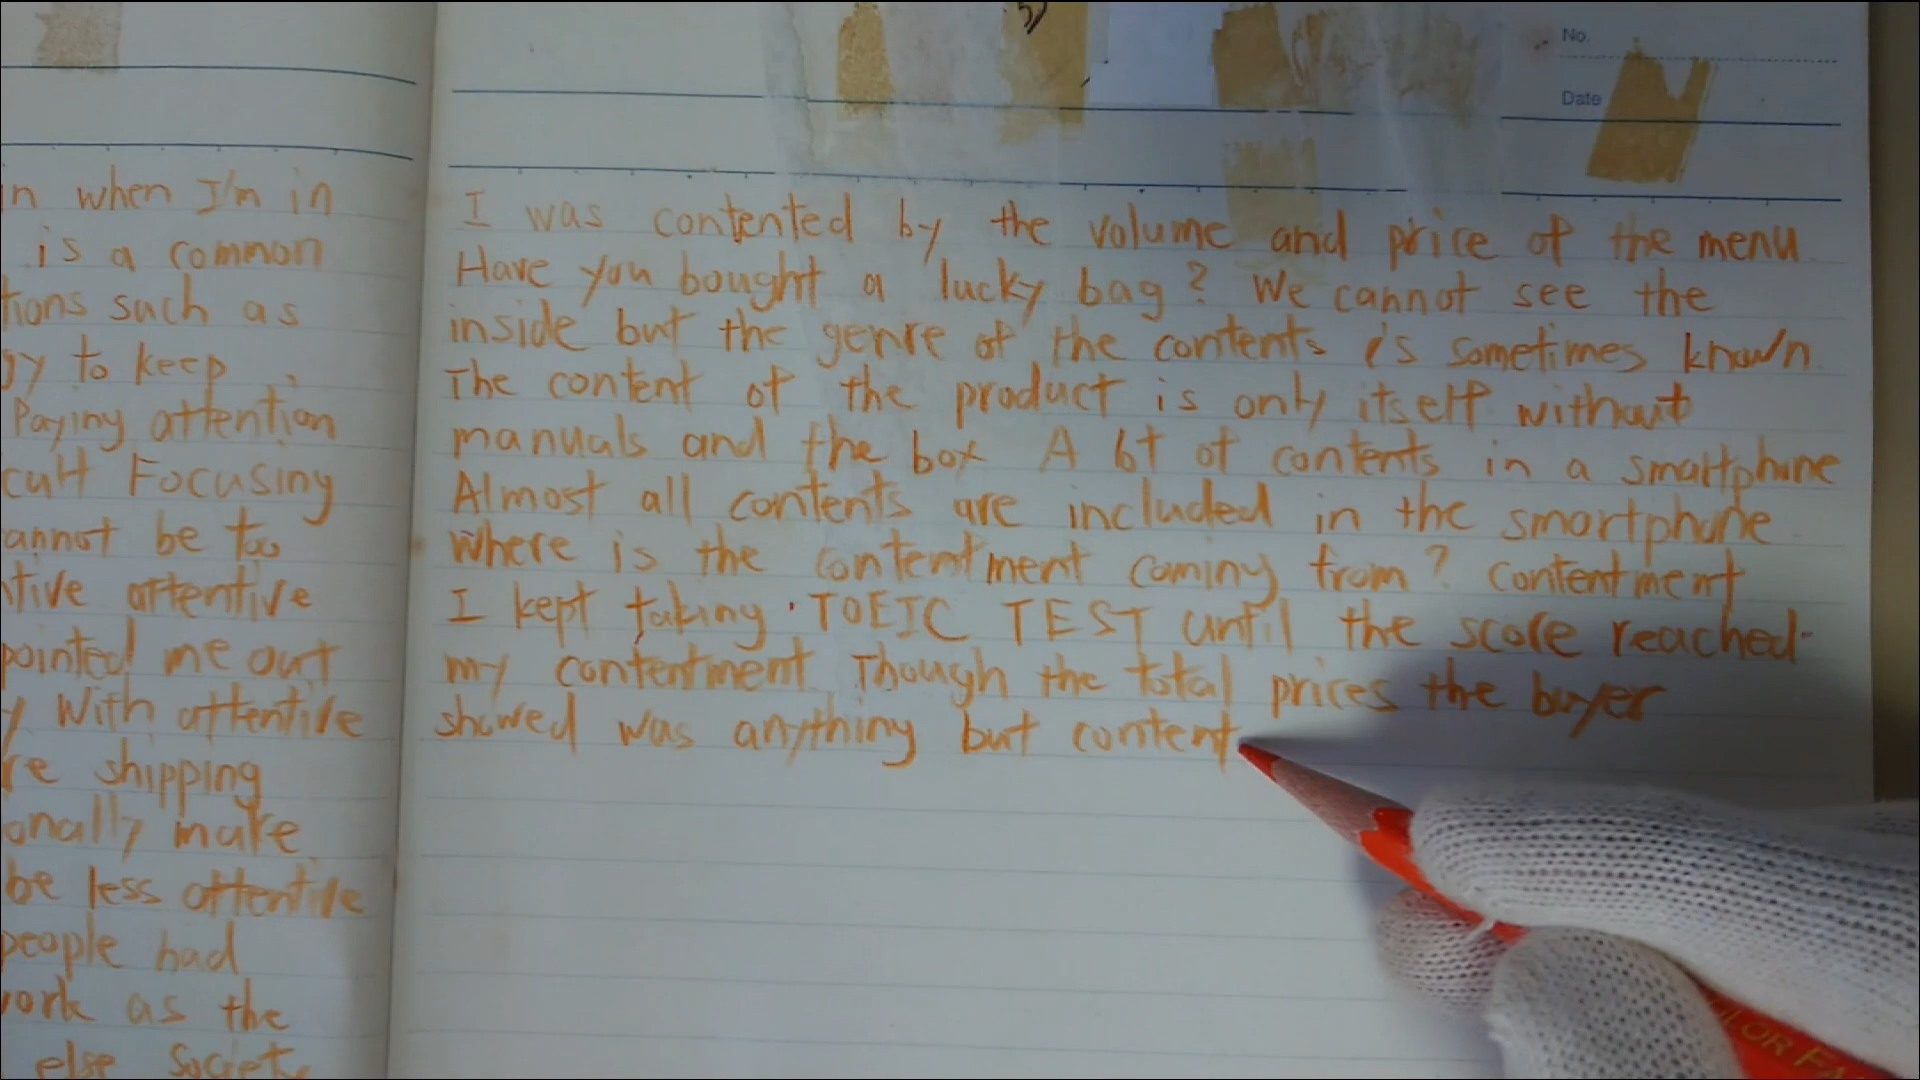 No.
Date
n when I'm in
is a common
tions such as
gy to keep
Paying attention
cult Focusing
annot be too
tive attentive
pointed me out
y With attentive
re shipping
onally make
be less attentive
people had
work as the
else Society
I was contented by the volume and price of the menu
Have you bought a lucky bag? We cannot see the
inside but the genre of the contents is sometimes known
The content of the product is only itself without
manuals and the box A lot of contents in a smartphone
Almost all contents are included in the smartphone
Where is the contentment coming from? Contentment
I kept taking TOEIC TEST until the score reached
my contentment Though the total prices the buyer
showed was anything but content
COLOR FA